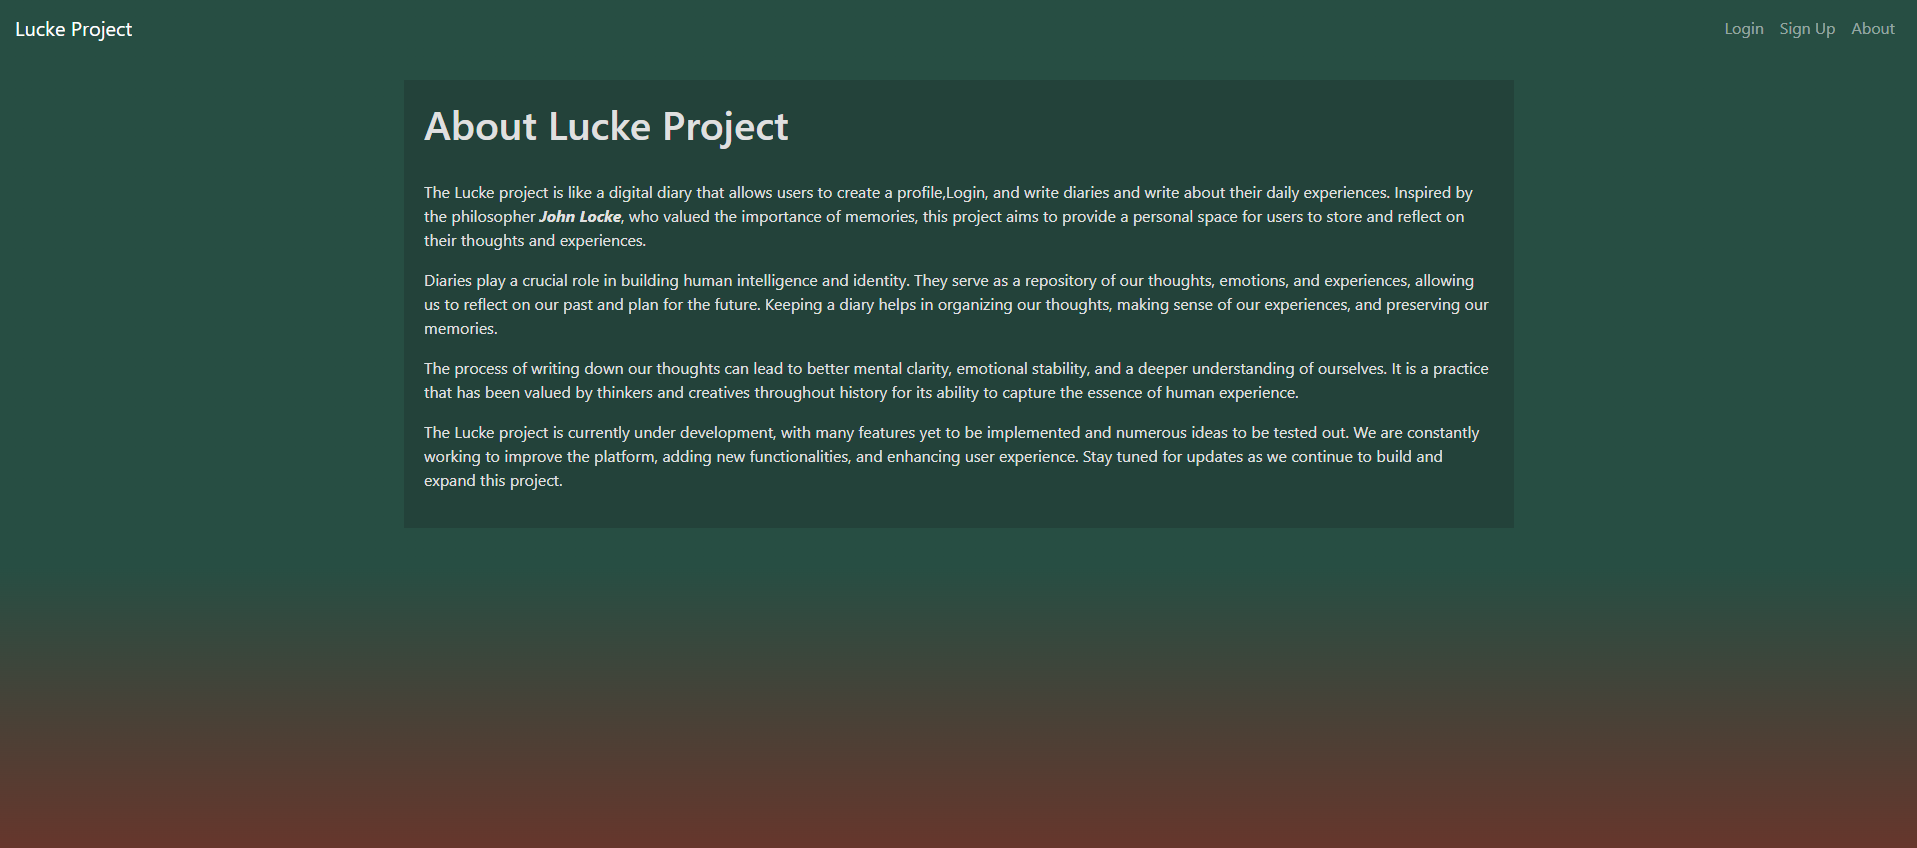 Lucke Project
Login Sign Up About
About Lucke Project
The Lucke project is like a digital diary that allows users to create a profile,Login, and write diaries and write about their daily experiences. Inspired by
the philosopher John Locke, who valued the importance of memories, this project aims to provide a personal space for users to store and reflect on
their thoughts and experiences.
Diaries play a crucial role in building human intelligence and identity. They serve as a repository of our thoughts, emotions, and experiences, allowing
us to reflect on our past and plan for the future. Keeping a diary helps in organizing our thoughts, making sense of our experiences, and preserving our
memories.
The process of writing down our thoughts can lead to better mental clarity, emotional stability, and a deeper understanding of ourselves. It is a practice
that has been valued by thinkers and creatives throughout history for its ability to capture the essence of human experience.
The Lucke project is currently under development, with many features yet to be implemented and numerous ideas to be tested out. We are constantly
working to improve the platform, adding new functionalities, and enhancing user experience. Stay tuned for updates as we continue to build and
expand this project.